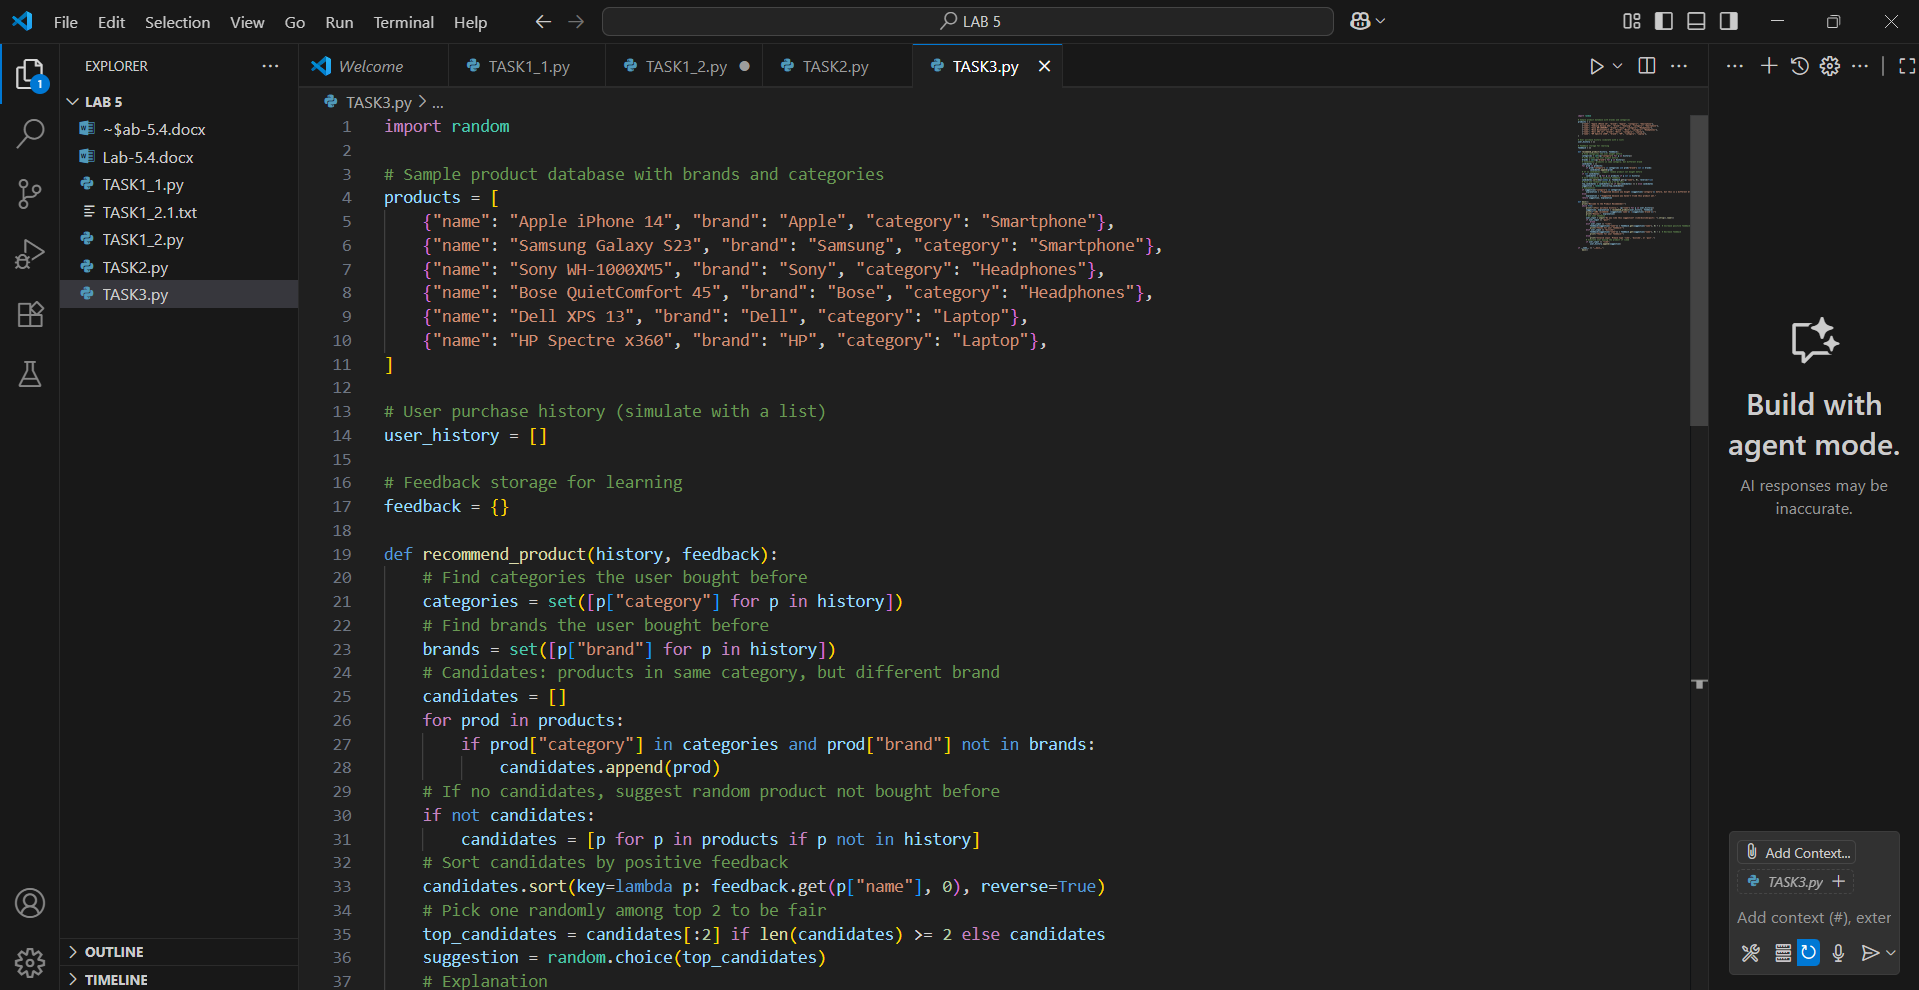 File Edit Selection View Go Run Terminal Help
LAB 5
EXPLORER
LAB 5
~$ab-5.4.docx
Lab-5.4.docx
TASK1_1.py
TASK1_2.1.txt
TASK1_2.py
TASK2.py
TASK3.py
OUTLINE
TIMELINE
1
Welcome TASK1_1.py TASK1_2.py TASK2.py TASK3.py
TASK3.py > ...
1 import random
2
3 # Sample product database with brands and categories
4 products = [
5     {"name": "Apple iPhone 14", "brand": "Apple", "category": "Smartphone"},
6     {"name": "Samsung Galaxy S23", "brand": "Samsung", "category": "Smartphone"},
7     {"name": "Sony WH-1000XM5", "brand": "Sony", "category": "Headphones"},
8     {"name": "Bose QuietComfort 45", "brand": "Bose", "category": "Headphones"},
9     {"name": "Dell XPS 13", "brand": "Dell", "category": "Laptop"},
10     {"name": "HP Spectre x360", "brand": "HP", "category": "Laptop"},
11 ]
12
13 # User purchase history (simulate with a list)
14 user_history = []
15
16 # Feedback storage for learning
17 feedback = {}
18
19 def recommend_product(history, feedback):
20     # Find categories the user bought before
21     categories = set([p["category"] for p in history])
22     # Find brands the user bought before
23     brands = set([p["brand"] for p in history])
24     # Candidates: products in same category, but different brand
25     candidates = []
26     for prod in products:
27         if prod["category"] in categories and prod["brand"] not in brands:
28             candidates.append(prod)
29     # If no candidates, suggest random product not bought before
30     if not candidates:
31         candidates = [p for p in products if p not in history]
32     # Sort candidates by positive feedback
33     candidates.sort(key=lambda p: feedback.get(p["name"], 0), reverse=True)
34     # Pick one randomly among top 2 to be fair
35     top_candidates = candidates[:2] if len(candidates) >= 2 else candidates
36     suggestion = random.choice(top_candidates)
37     # Explanation
Build with
agent mode.
AI responses may be
inaccurate.
Add Context...
TASK3.py +
Add context (#), exter